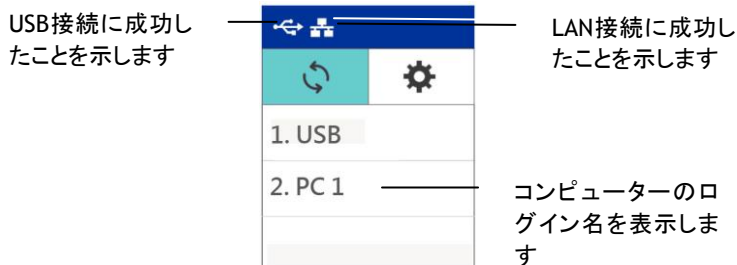 USB接続に成功し
たことを示します
LAN接続に成功し
たことを示します
1. USB
2. PC 1
コンピューターのロ
グイン名を表示しま
す